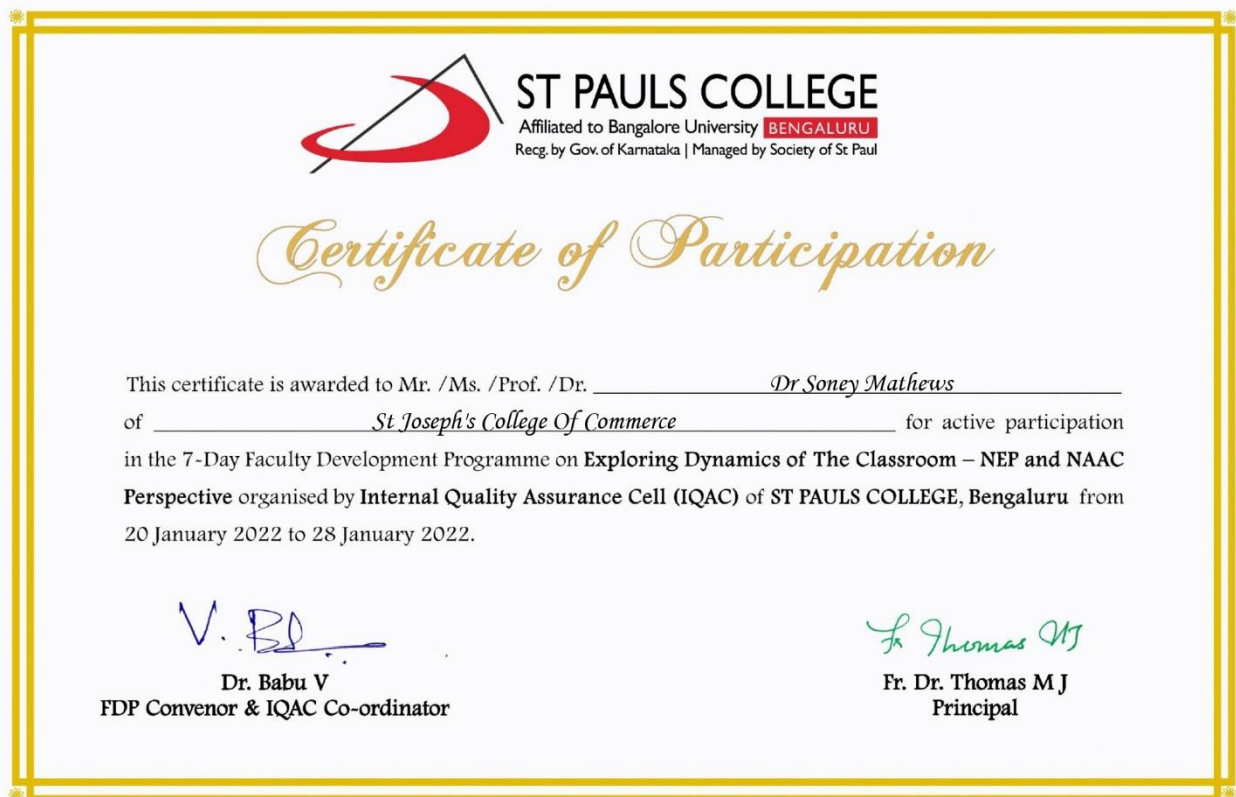 ST PAULS COLLEGE
Affiliated to Bangalore University BENGALURU
Recg. by Gov. of Karnataka | Managed by Society of St Paul
Certificate of Participation
This certificate is awarded to Mr. /Ms. /Prof. /Dr. Dr Soney Mathews
of St Joseph's College Of Commerce for active participation
in the 7-Day Faculty Development Programme on Exploring Dynamics of The Classroom – NEP and NAAC
Perspective organised by Internal Quality Assurance Cell (IQAC) of ST PAULS COLLEGE, Bengaluru from
20 January 2022 to 28 January 2022.
V. B
Fr Thomas MJ
Dr. Babu V
Fr. Dr. Thomas M J
FDP Convenor & IQAC Co-ordinator
Principal